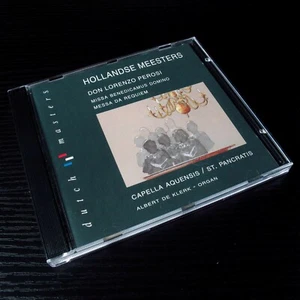 HOLLANDSE MEESTERS
DON LORENZO PEROSI
MISSA BENEDICAMUS DOMINO
MESSA DA REQUIEM
CAPELLA AQUENSIS / ST. PANCRATIS
ALBERT DE KLERK - ORGAN
dutch masters